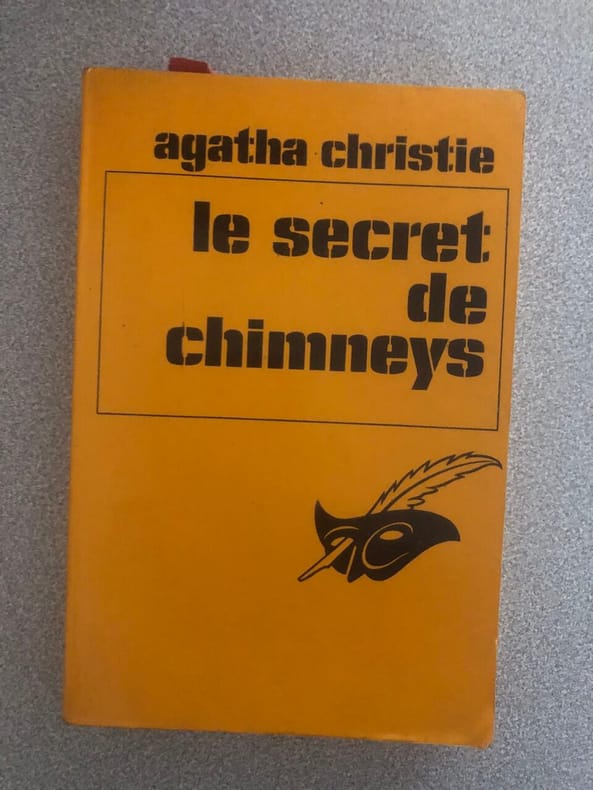 agatha christie
le secret
de
chimneys